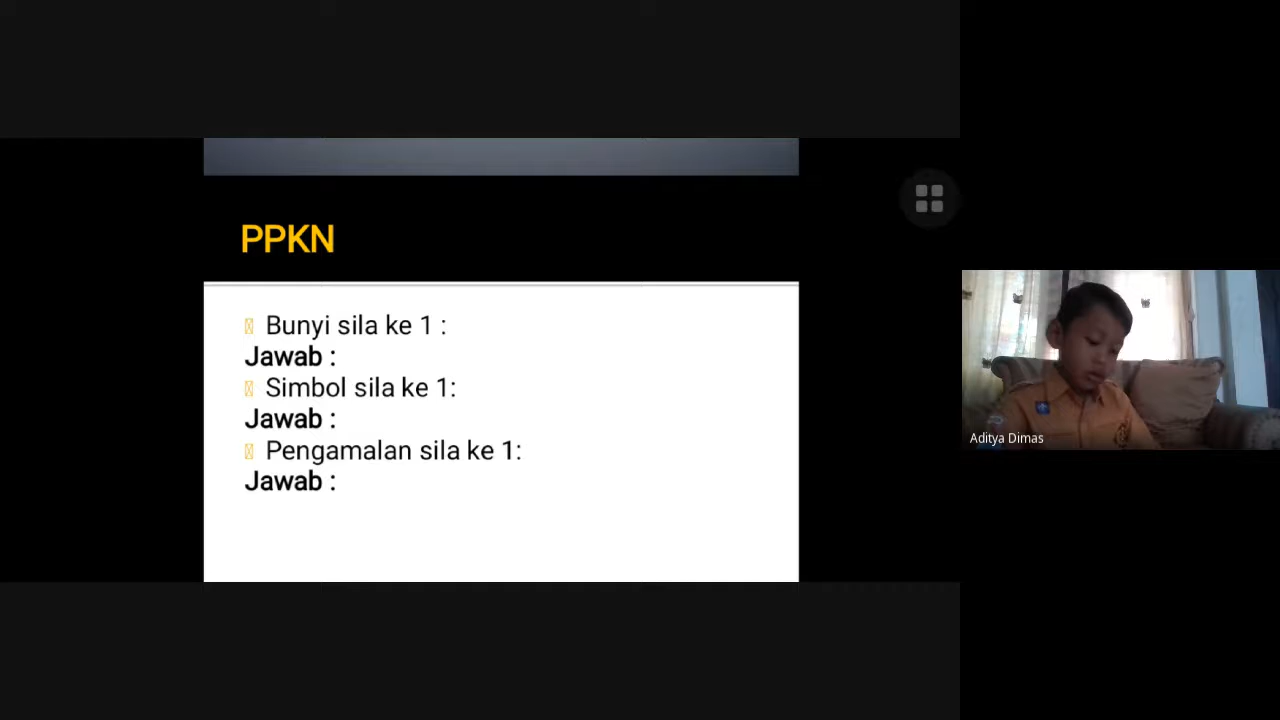 PPKN
Bunyi sila ke 1 :
Jawab :
Simbol sila ke 1:
Jawab :
Pengamalan sila ke 1:
Jawab :
Aditya Dimas